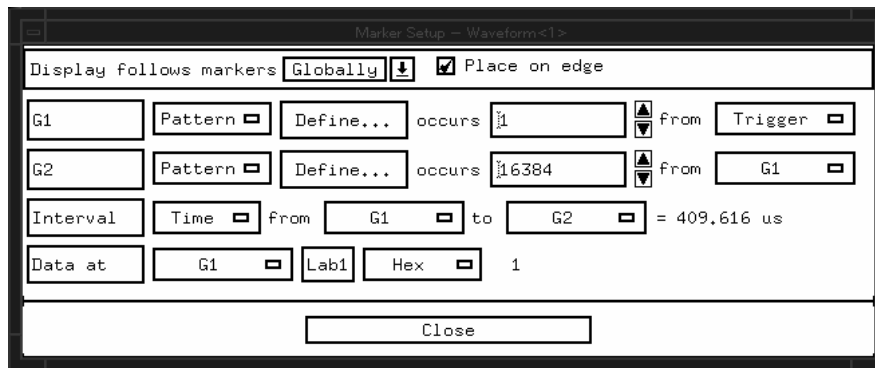 Marker Setup — Waveform<1>
Display follows markers Globally Place on edge
G1 Pattern Define... occurs 1 from Trigger
G2 Pattern Define... occurs 16384 from G1
Interval Time from G1 to G2 = 409.616 us
Data at G1 Lab1 Hex 1
Close